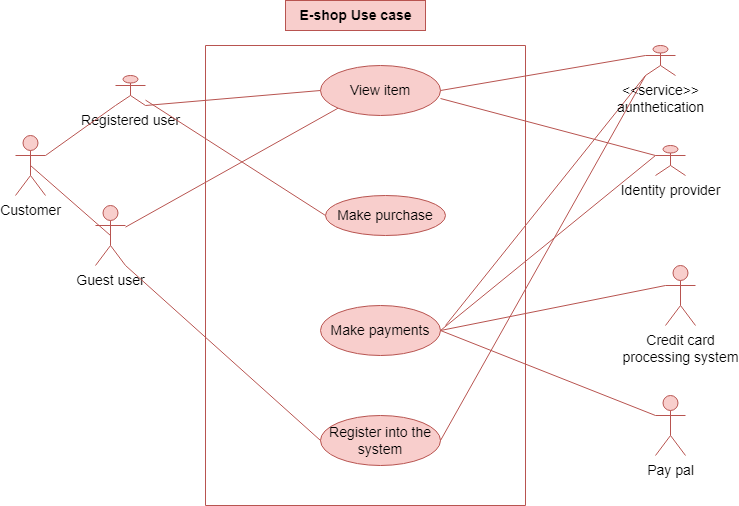 E-shop Use case
View item
<<service>>
aunthetication
Registered user
Identity provider
Customer
Make purchase
Guest user
Make payments
Credit card
processing system
Register into the
system
Pay pal